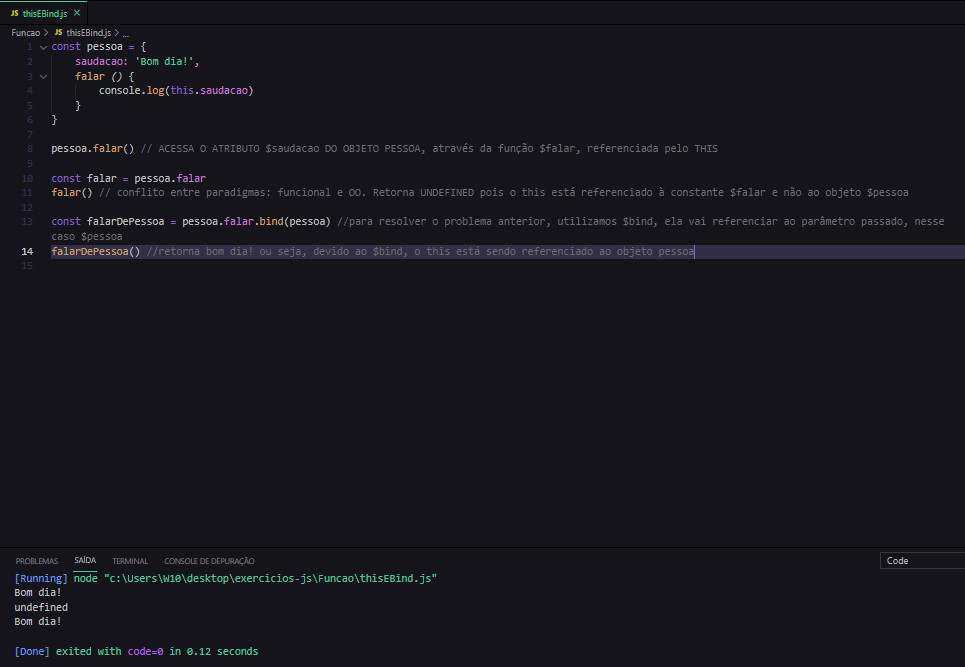 JS thisEBind.js ×
Funcao > JS thisEBind.js > ...
1 const pessoa = {
2 saudacao: 'Bom dia!',
3 falar () {
4 console.log(this.saudacao)
5 }
6 }
7
8 pessoa.falar() // ACESSA O ATRIBUTO $saudacao DO OBJETO PESSOA, através da função $falar, referenciada pelo THIS
9
10 const falar = pessoa.falar
11 falar() // conflito entre paradigmas: funcional e OO. Retorna UNDEFINED pois o this está referenciado à constante $falar e não ao objeto $pessoa
12
13 const falarDePessoa = pessoa.falar.bind(pessoa) //para resolver o problema anterior, utilizamos $bind, ela vai referenciar ao parâmetro passado, nesse
caso $pessoa
14 falarDePessoa() //retorna bom dia! ou seja, devido ao $bind, o this está sendo referenciado ao objeto pessoa
15
PROBLEMAS SAÍDA TERMINAL CONSOLE DE DEPURAÇÃO Code
[Running] node "c:\Users\W10\desktop\exercicios-js\Funcao\thisEBind.js"
Bom dia!
undefined
Bom dia!
[Done] exited with code=0 in 0.12 seconds